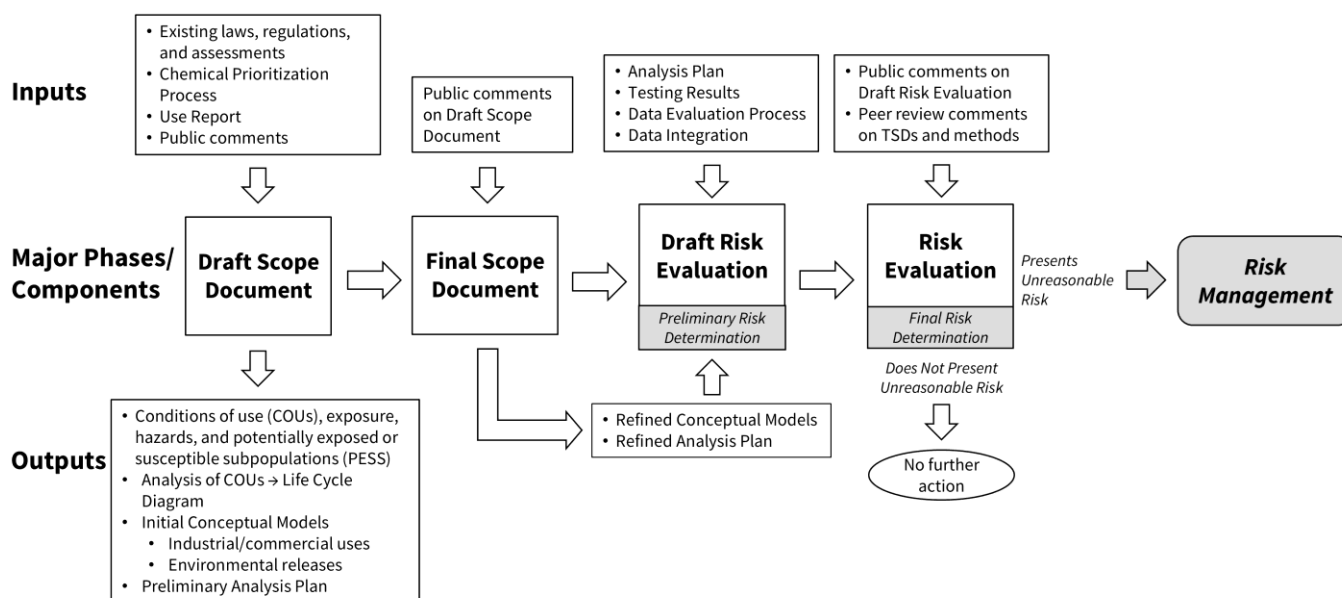 Inputs
• Existing laws, regulations,
and assessments
• Chemical Prioritization
Process
• Use Report
• Public comments
Public comments
on Draft Scope
Document
• Analysis Plan
• Testing Results
• Data Evaluation Process
• Data Integration
• Public comments on
Draft Risk Evaluation
• Peer review comments
on TSDs and methods
Major Phases/
Components
Draft Scope
Document
Final Scope
Document
Draft Risk
Evaluation
Preliminary Risk
Determination
Risk
Evaluation
Final Risk
Determination
Presents
Unreasonable
Risk
Risk
Management
Does Not Present
Unreasonable Risk
No further
action
Outputs
• Conditions of use (COUs), exposure,
hazards, and potentially exposed or
susceptible subpopulations (PESS)
• Analysis of COUs → Life Cycle
Diagram
• Initial Conceptual Models
• Industrial/commercial uses
• Environmental releases
• Preliminary Analysis Plan
• Refined Conceptual Models
• Refined Analysis Plan